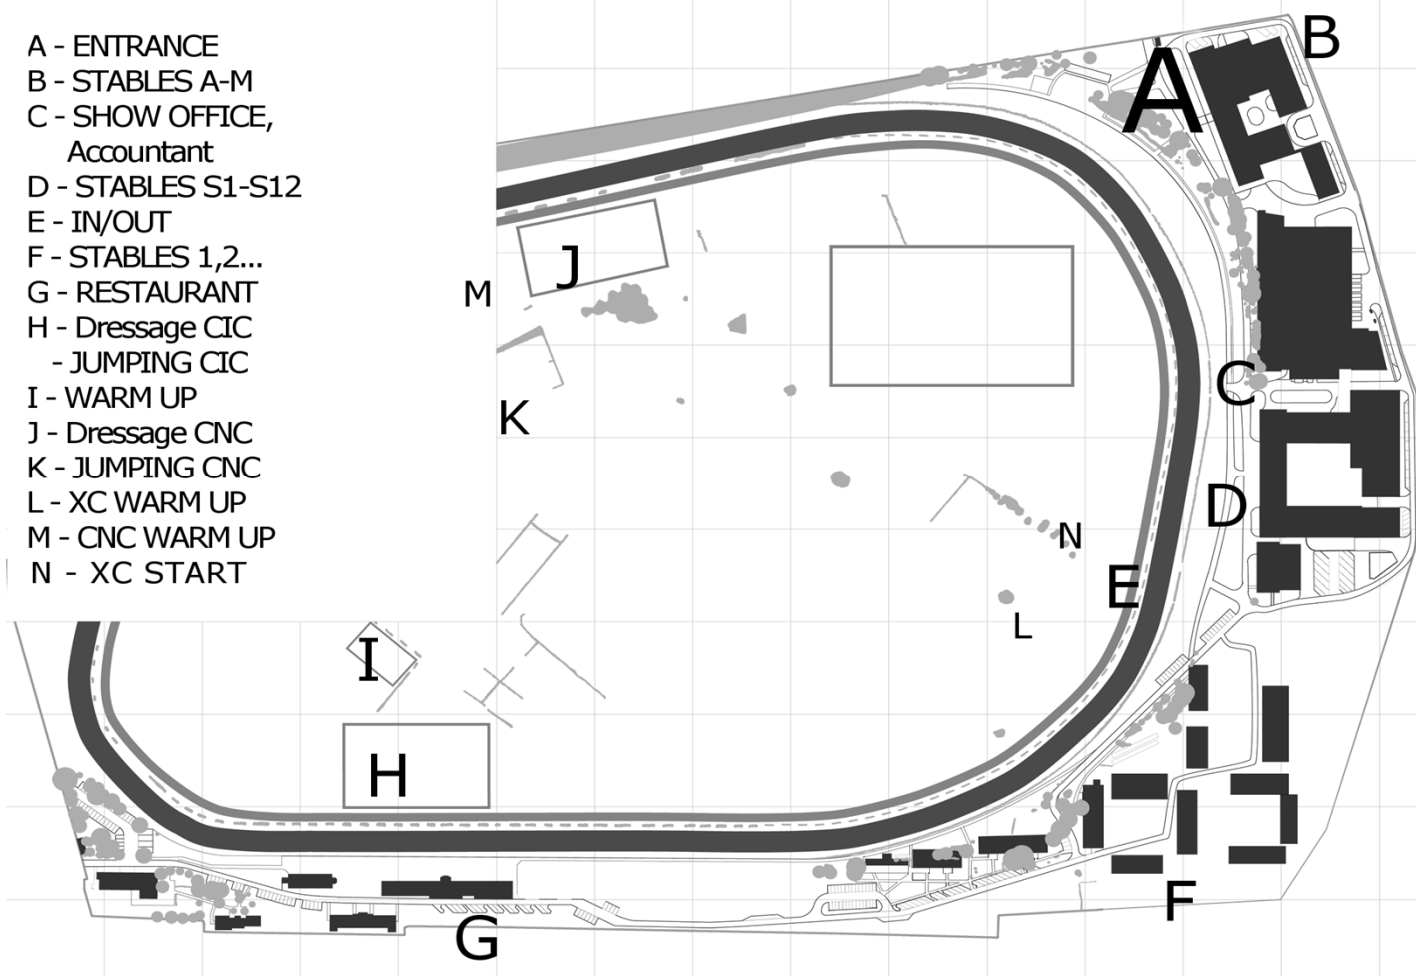 A - ENTRANCE
B - STABLES A-M
C - SHOW OFFICE,
Accountant
D - STABLES S1-S12
E - IN/OUT
F - STABLES 1,2...
G - RESTAURANT
H - Dressage CIC
- JUMPING CIC
I - WARM UP
J - Dressage CNC
K - JUMPING CNC
L - XC WARM UP
M - CNC WARM UP
N - XC START
B
A
J
M
C
K
D
N
E
L
I
H
F
G